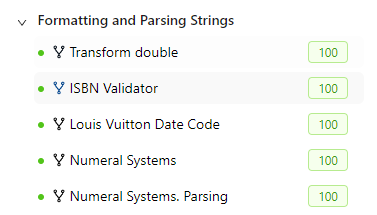 Formatting and Parsing Strings
Transform double 100
ISBN Validator 100
Louis Vuitton Date Code 100
Numeral Systems 100
Numeral Systems. Parsing 100